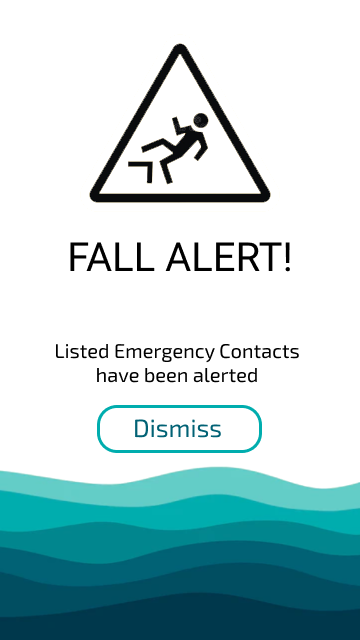 FALL ALERT!
Listed Emergency Contacts
have been alerted
Dismiss